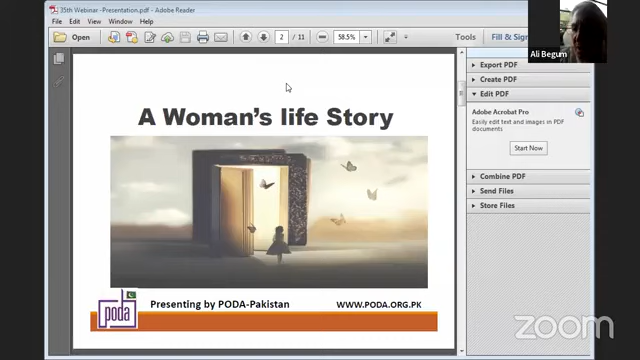 35th Webinar -Presentation.pdf - Adobe Reader
File Edit View Window Help
Open 2 / 11 58.5% Tools Fill & Sign
Ali Begum
Export PDF
Create PDF
Edit PDF
Adobe Acrobat Pro
Easily edit text and images in PDF
documents
Start Now
Combine PDF
Send Files
Store Files
A Woman's life Story
poda
Presenting by PODA-Pakistan WWW.PODA.ORG.PK
zoom